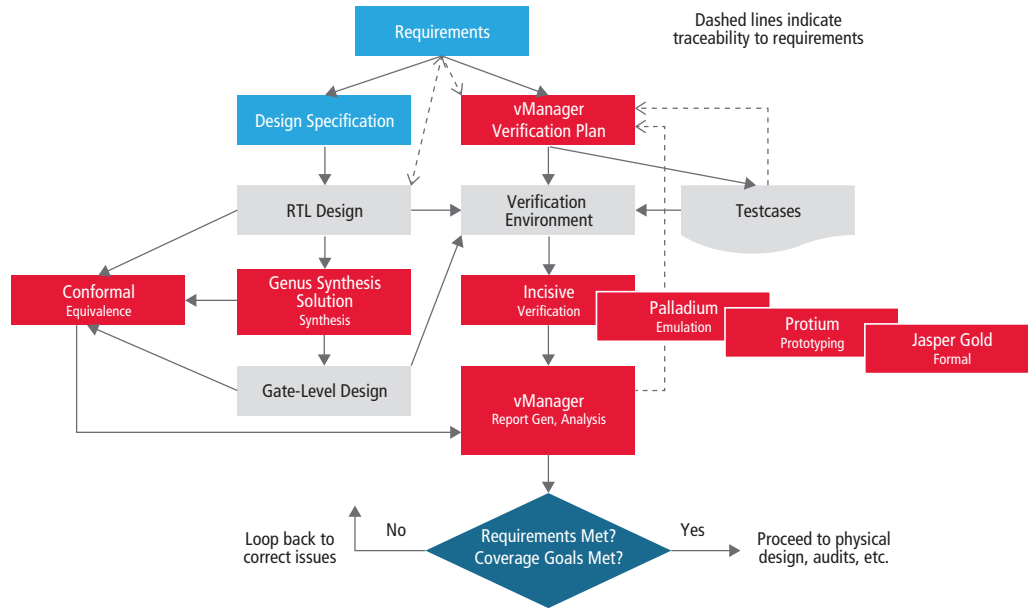 Requirements
Dashed lines indicate
traceability to requirements
Design Specification
vManager
Verification Plan
RTL Design
Verification
Environment
Testcases
Conformal
Equivalence
Genus Synthesis
Solution
Synthesis
Incisive
Verification
Palladium
Emulation
Protium
Prototyping
Jasper Gold
Formal
Gate-Level Design
vManager
Report Gen, Analysis
Loop back to
correct issues
No
Requirements Met?
Coverage Goals Met?
Yes
Proceed to physical
design, audits, etc.